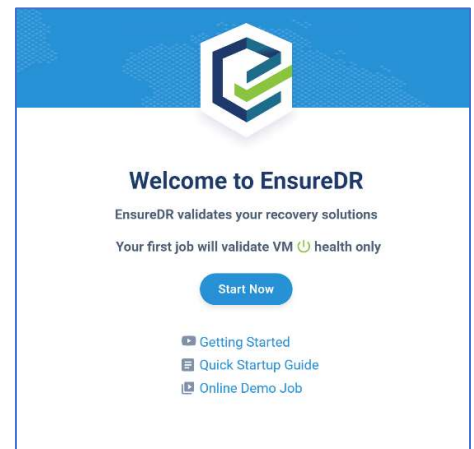 Welcome to EnsureDR
EnsureDR validates your recovery solutions
Your first job will validate VM health only
Start Now
Getting Started
Quick Startup Guide
Online Demo Job